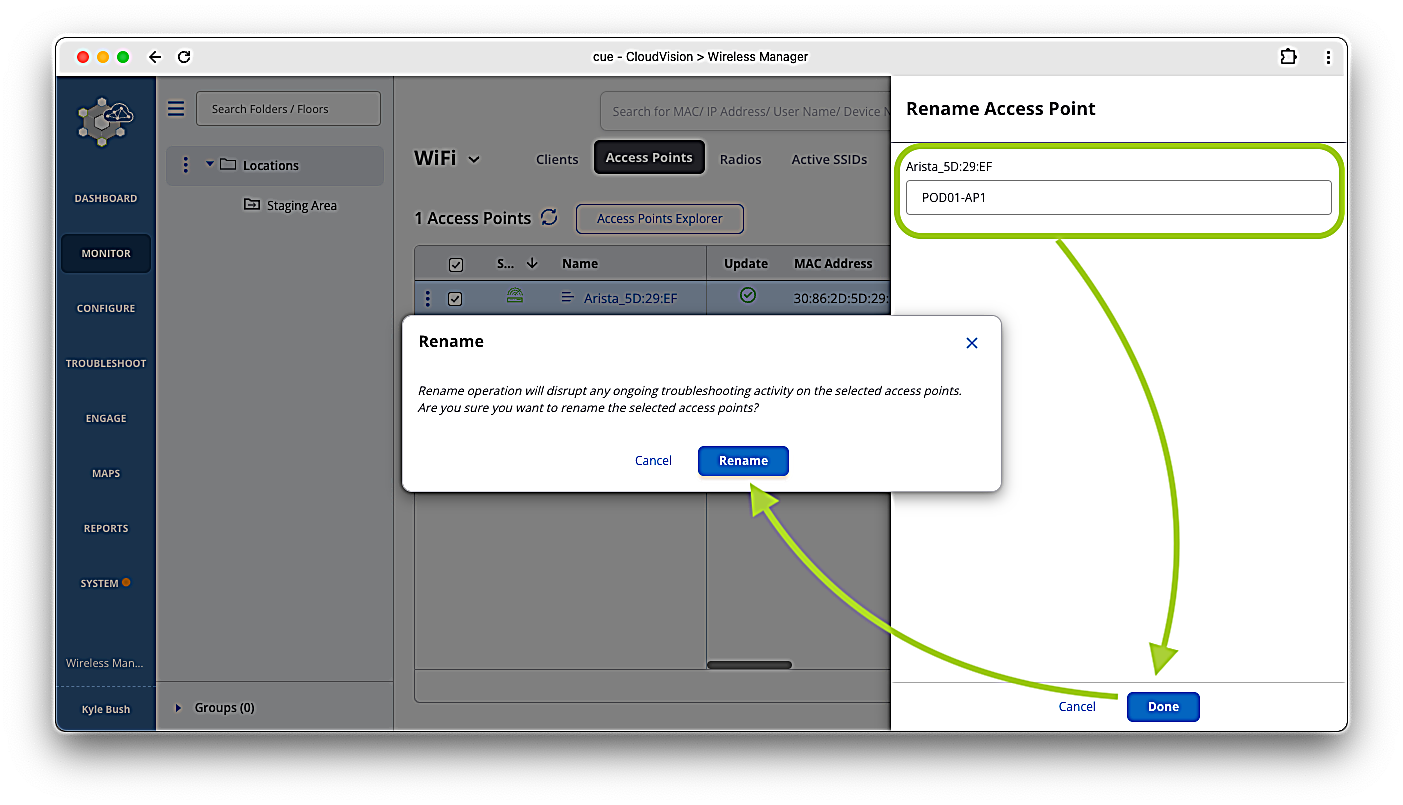 cue - CloudVision > Wireless Manager
DASHBOARD
MONITOR
CONFIGURE
TROUBLESHOOT
ENGAGE
MAPS
REPORTS
SYSTEM
Wireless Man...
Kyle Bush
Search Folders / Floors
Locations
Staging Area
Groups (0)
Search for MAC/ IP Address/ User Name/ Device N
WiFi
Clients
Access Points
Radios
Active SSIDs
1 Access Points
Access Points Explorer
S...
Name
Update
MAC Address
Arista_5D:29:EF
30:86:2D:5D:29:
Rename
Rename operation will disrupt any ongoing troubleshooting activity on the selected access points.
Are you sure you want to rename the selected access points?
Cancel
Rename
Rename Access Point
Arista_5D:29:EF
POD01-AP1
Cancel
Done